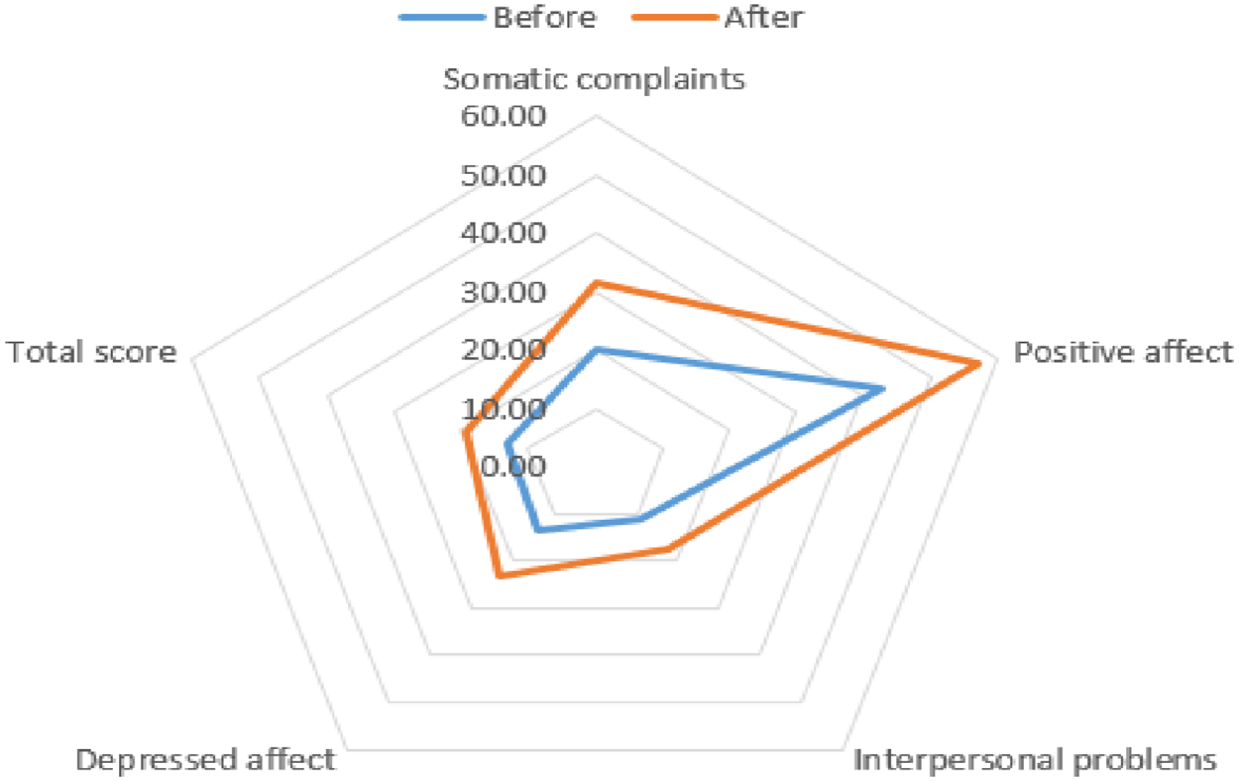 Before After
Somatic complaints
60.00
50.00
40.00
30.00
Total score 20.00 Positive affect
10.00
0.00
Depressed affect Interpersonal problems